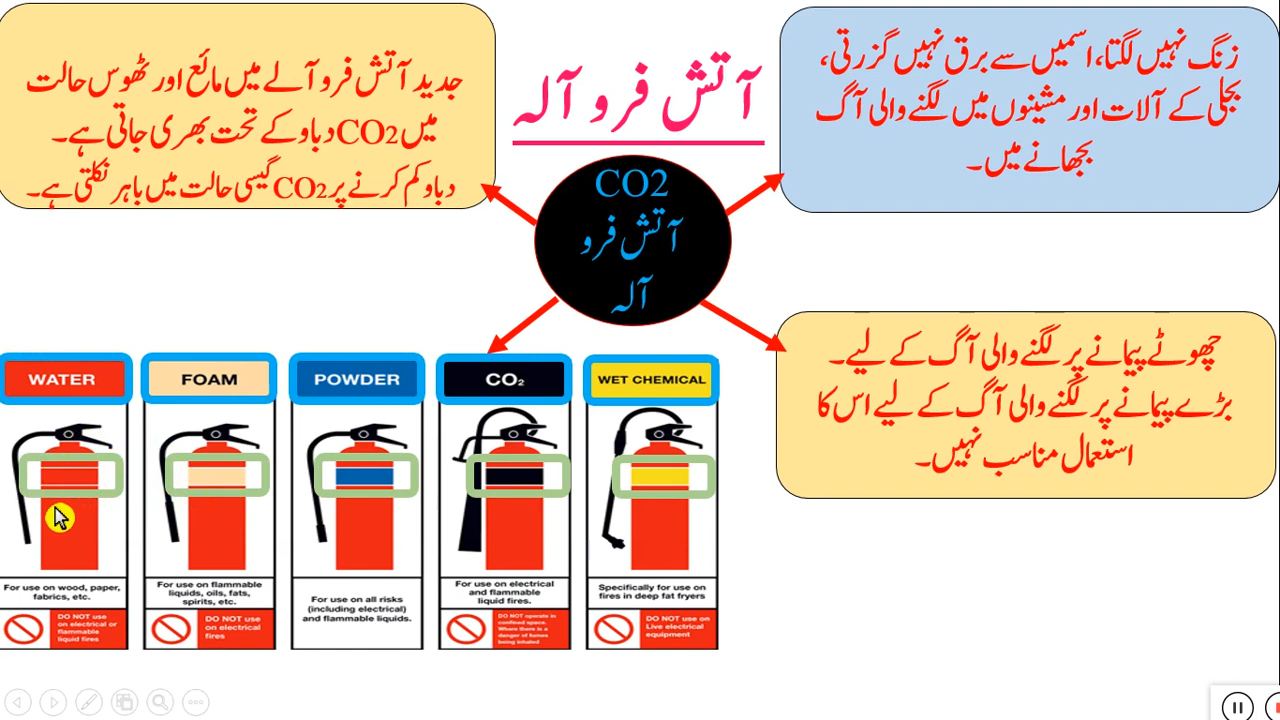 آتش فرو آلہ
زنگ نہیں لگتا، اسمیں سے برق نہیں گزرتی،
بجلی کے آلات اور مشینوں میں لگنے والی آگ
بجھانے میں۔
جدید آتش فرو آلے میں مائع اور ٹھوس حالت
میں CO2 دباو کے تحت بھری جاتی ہے۔
دباو کم کرنے پر CO2 گیسی حالت میں باہر نکلتی ہے۔
CO2
آتش فرو
آلہ
چھوٹے پیمانے پر لگنے والی آگ کے لیے۔
بڑے پیمانے پر لگنے والی آگ کے لیے اس کا
استعمال مناسب نہیں۔
WATER
For use on wood, paper,
fabrics, etc.
DO NOT use
on electrical or
flammable
liquid fires
FOAM
For use on flammable
liquids, oils, fats,
spirits, etc.
DO NOT use
on electrical
fires
POWDER
For use on all risks
(including electrical)
and flammable liquids.
CO₂
For use on electrical
and flammable
liquid fires.
DO NOT operate in
confined space.
Where there is a
danger of fumes
being inhaled
WET CHEMICAL
Specifically for use on
fires in deep fat fryers
DO NOT use on
Live electrical
equipment